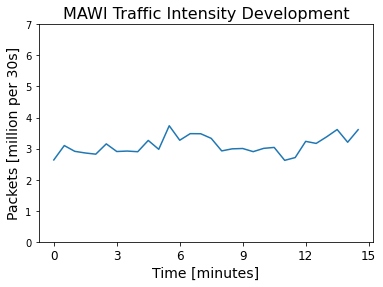 MAWI Traffic Intensity Development
Packets [million per 30s]
7
6
5
4
3
2
1
0
0 3 6 9 12 15
Time [minutes]